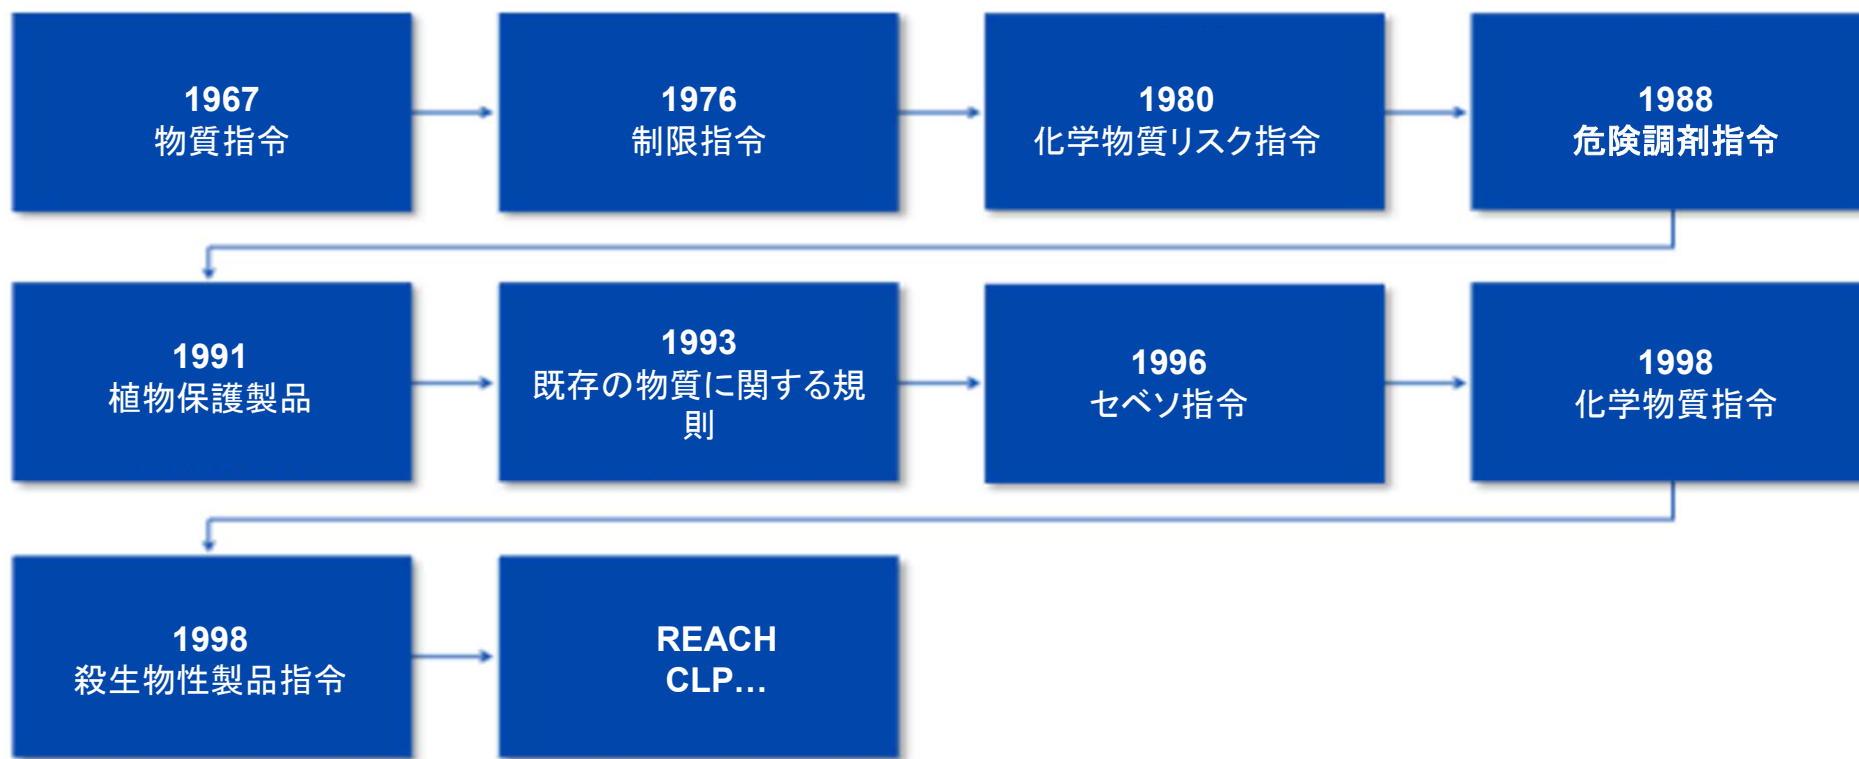 1967
物質指令
1976
制限指令
1980
化学物質リスク指令
1988
危険調剤指令
1991
植物保護製品
1993
既存の物質に関する規
則
1996
セベソ指令
1998
化学物質指令
1998
殺生物性製品指令
REACH
CLP...